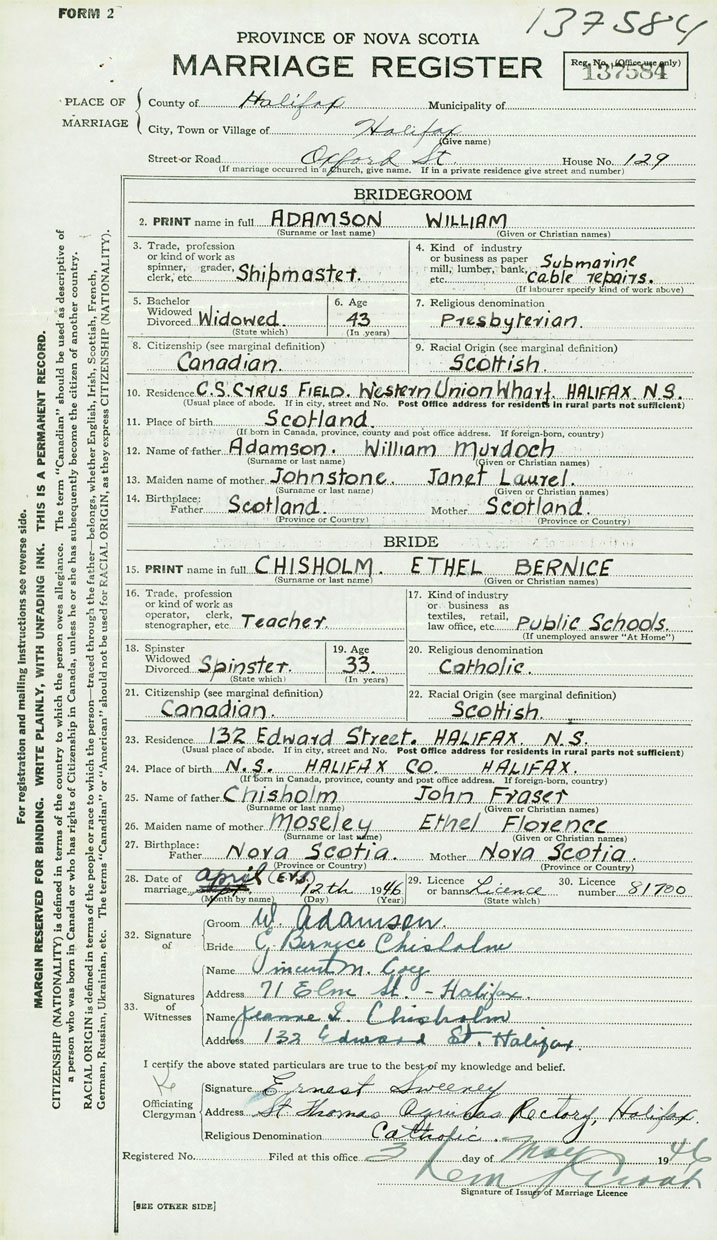 FORM 2
137584
PROVINCE OF NOVA SCOTIA
MARRIAGE REGISTER
Reg. No. (Office use only)
137584
PLACE OF MARRIAGE
County of Halifax Municipality of
City, Town or Village of Halifax
(Give name)
Street or Road Oxford St. House No. 129
(If marriage occurred in a Church, give name. If in a private residence give street and number)
BRIDEGROOM
2. PRINT name in full ADAMSON WILLIAM
(Surname or last name) (Given or Christian names)
3. Trade, profession or kind of work as spinner, grader, clerk, etc. Shipmaster.
4. Kind of industry or business as paper mill, lumber, bank, etc. Submarine cable repairs.
(If labourer specify kind of work above)
5. Bachelor Widowed Divorced Widowed.
(State which)
6. Age 43
(In years)
7. Religious denomination Presbyterian.
8. Citizenship (see marginal definition) Canadian.
9. Racial Origin (see marginal definition) Scottish.
10. Residence C.S. CYRUS FIELD. Western Union Wharf. HALIFAX N.S.
(Usual place of abode. If in city, street and No. Post Office address for residents in rural parts not sufficient)
11. Place of birth Scotland.
(If born in Canada, province, county and post office address. If foreign-born, country)
12. Name of father Adamson. William Murdoch
(Surname or last name) (Given or Christian names)
13. Maiden name of mother Johnstone. Janet Laurel.
(Surname or last name) (Given or Christian names)
14. Birthplace: Father Scotland. Mother Scotland.
(Province or Country) (Province or Country)
BRIDE
15. PRINT name in full CHISHOLM. ETHEL BERNICE
(Surname or last name) (Given or Christian names)
16. Trade, profession or kind of work as operator, clerk, stenographer, etc. Teacher
17. Kind of industry or business as textiles, retail, law office, etc. Public Schools.
(If unemployed answer "At Home")
18. Spinster Widowed Divorced Spinster.
(State which)
19. Age 33.
(In years)
20. Religious denomination Catholic.
21. Citizenship (see marginal definition) Canadian.
22. Racial Origin (see marginal definition) Scottish.
23. Residence 132 Edward Street. HALIFAX. N.S.
(Usual place of abode. If in city, street and No. Post Office address for residents in rural parts not sufficient)
24. Place of birth N.S. HALIFAX CO. HALIFAX.
(If born in Canada, province, county and post office address. If foreign-born, country)
25. Name of father Chisholm John Fraser
(Surname or last name) (Given or Christian names)
26. Maiden name of mother Moseley Ethel Florence
(Surname or last name) (Given or Christian names)
27. Birthplace: Father Nova Scotia. Mother Nova Scotia.
(Province or Country) (Province or Country)
28. Date of marriage April 12th 1946
(Month by name) (Day) (Year)
29. Licence or banns Licence
(State which)
30. Licence number 81700
32. Signature of
Groom W. Adamson.
Bride E. Bernice Chisholm
33. Signatures of Witnesses
Name Vincent M.
Address 71 Elm St. - Halifax.
Name Jeanne Chisholm
Address 132 Edward St. Halifax.
I certify the above stated particulars are true to the best of my knowledge and belief.
Officiating Clergyman
Signature Ernest Sweeney
Address St Thomas Aquinas Rectory, Halifax.
Religious Denomination Catholic.
Registered No. Filed at this office 3 day of May 1946
Signature of Issuer of Marriage Licence
[SEE OTHER SIDE]
For registration and mailing instructions see reverse side.
MARGIN RESERVED FOR BINDING. WRITE PLAINLY, WITH UNFADING INK. THIS IS A PERMANENT RECORD.
CITIZENSHIP (NATIONALITY) is defined in terms of the country to which the person owes allegiance. The term "Canadian" should be used as descriptive of
a person who was born in Canada or who has rights of Citizenship in Canada, unless he or she has subsequently become the citizen of another country.
RACIAL ORIGIN is defined in terms of the people or race to which the person—traced through the father—belongs, whether English, Irish, Scottish, French,
German, Russian, Ukrainian, etc. The terms "Canadian" or "American" should not be used for RACIAL ORIGIN, as they express CITIZENSHIP (NATIONALITY).